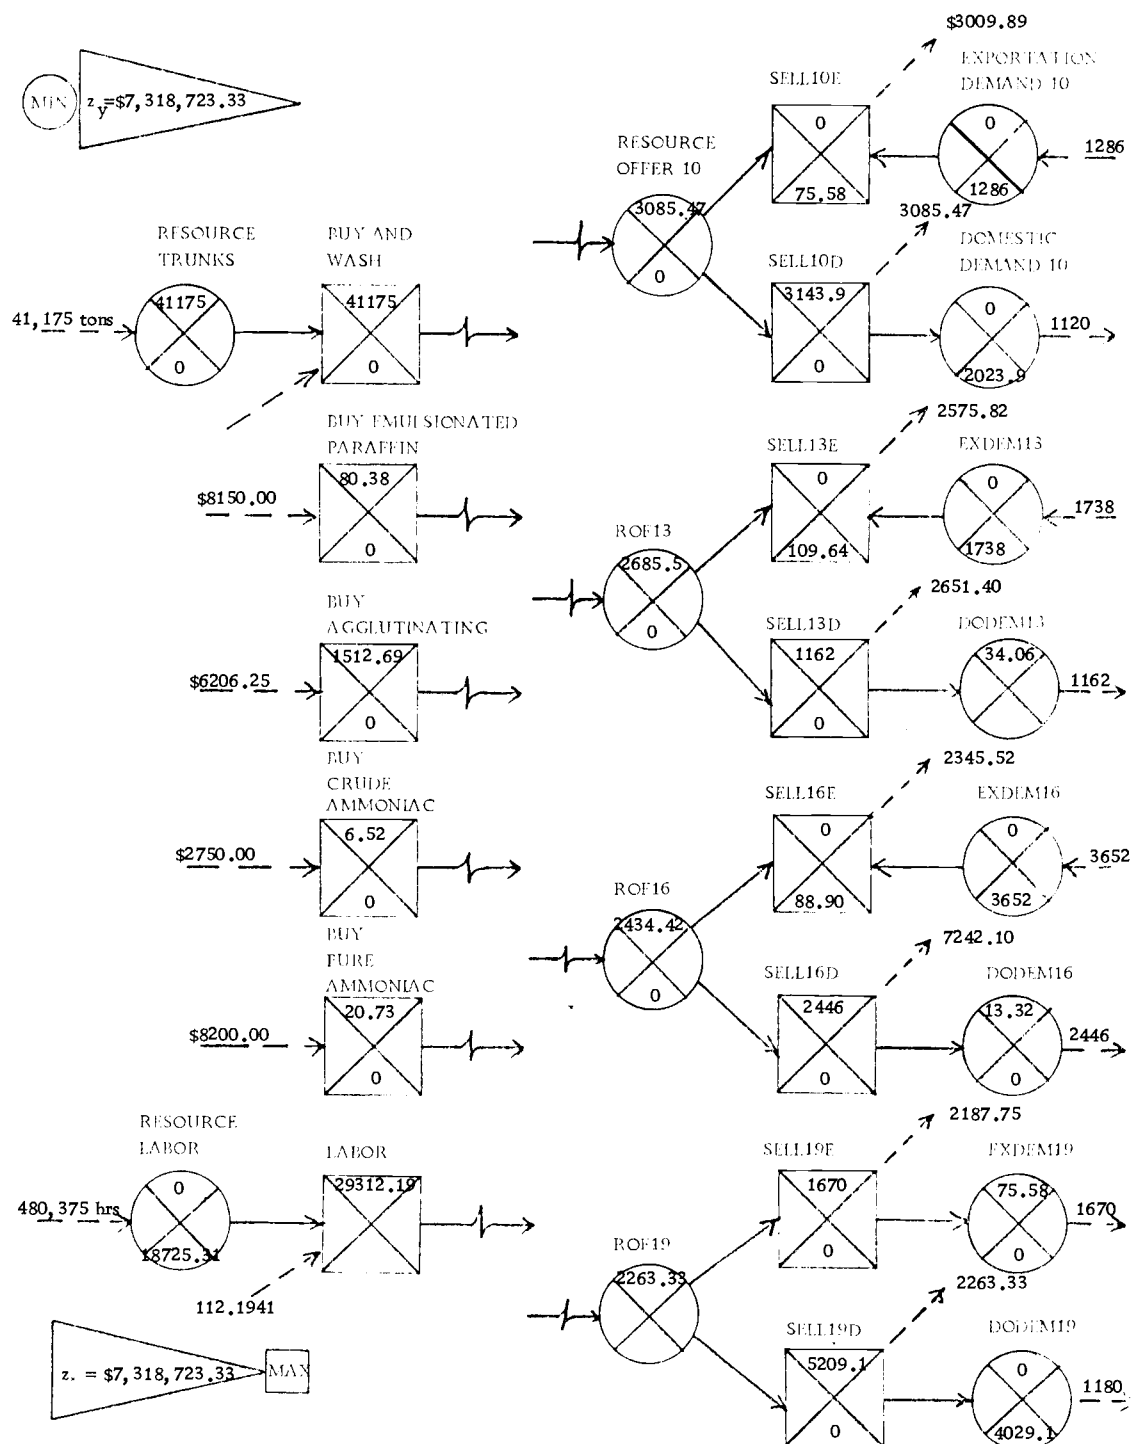 MIN
z_y=$7,318,723.33
RESOURCE
TRUNKS
41,175 tons
41175
0
BUY AND
WASH
41175
0
BUY EMULSIONATED
PARAFFIN
$8150.00
80.38
0
BUY
AGGLUTINATING
$6206.25
1512.69
0
BUY
CRUDE
AMMONIAC
$2750.00
6.52
0
BUY
PURE
AMMONIAC
$8200.00
20.73
0
RESOURCE
LABOR
480,375 hrs
0
18725.31
LABOR
29312.19
112.1941
z. = $7,318,723.33
MAX
RESOURCE
OFFER 10
3085.47
0
SELL10E
0
75.58
$3009.89
EXPORTATION
DEMAND 10
0
1286
1286
SELL10D
3143.9
0
3085.47
DOMESTIC
DEMAND 10
0
2023.9
1120
ROF13
2685.5
0
SELL13E
0
109.64
2575.82
EXDEM13
0
1738
1738
SELL13D
1162
0
2651.40
DODEM13
34.06
1162
ROF16
2434.42
0
SELL16E
0
88.90
2345.52
EXDEM16
0
3652
3652
SELL16D
2446
0
7242.10
DODEM16
13.32
0
2446
ROF19
2263.33
SELL19E
1670
0
2187.75
EXDEM19
75.58
0
1670
SELL19D
5209.1
0
2263.33
DODEM19
0
4029.1
1180